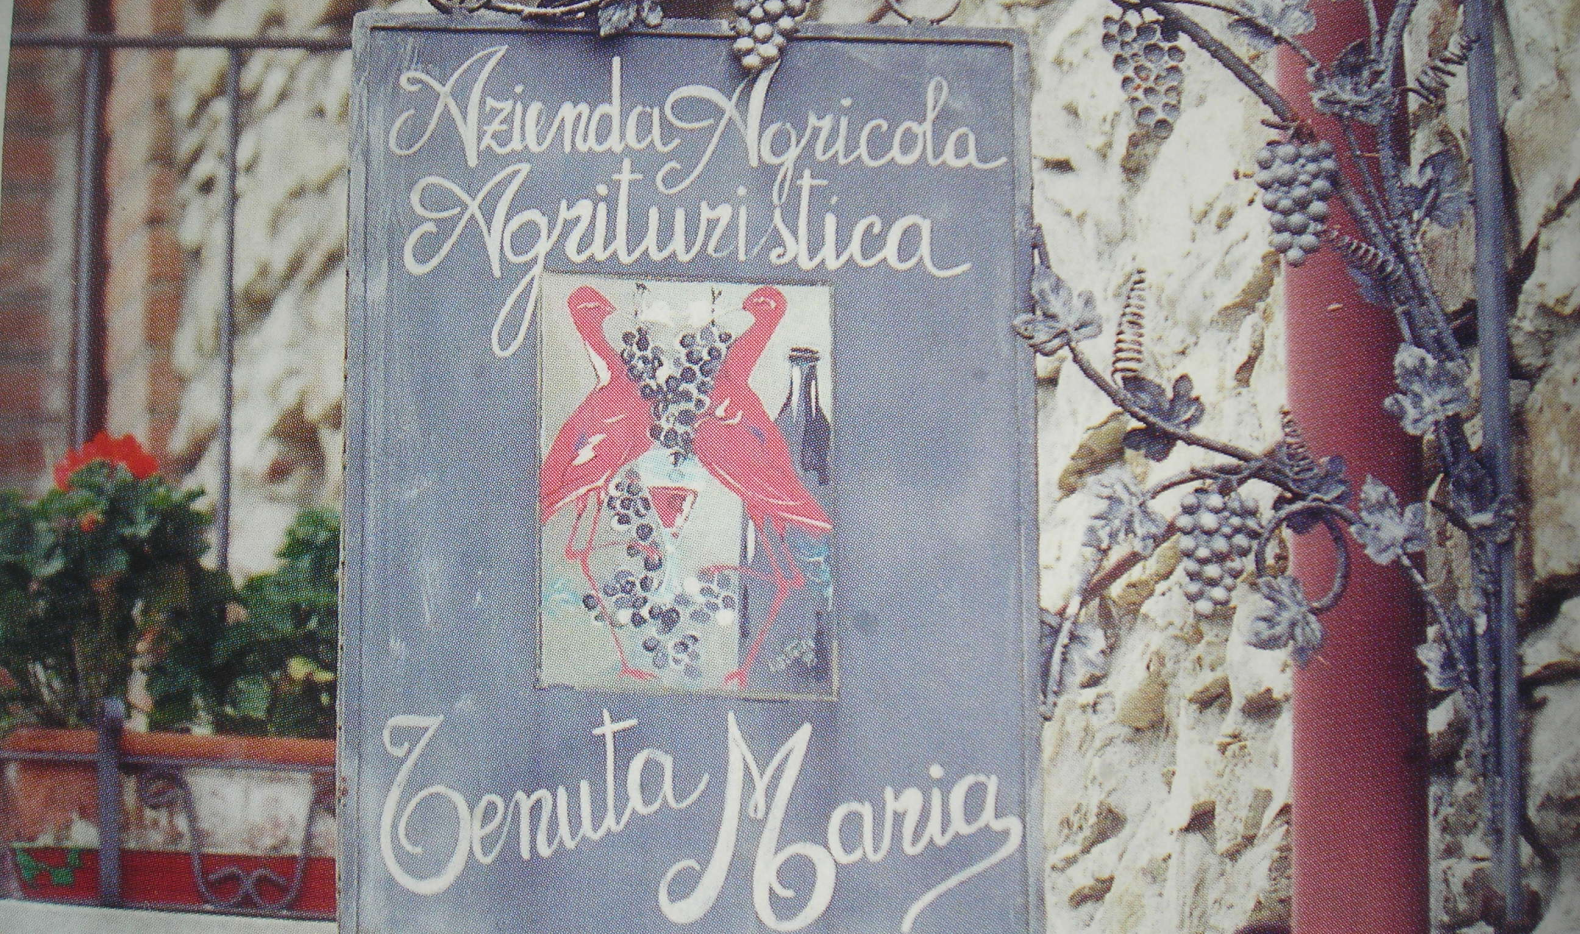 Azienda Agricola
Agrituristica
Tenuta Maria